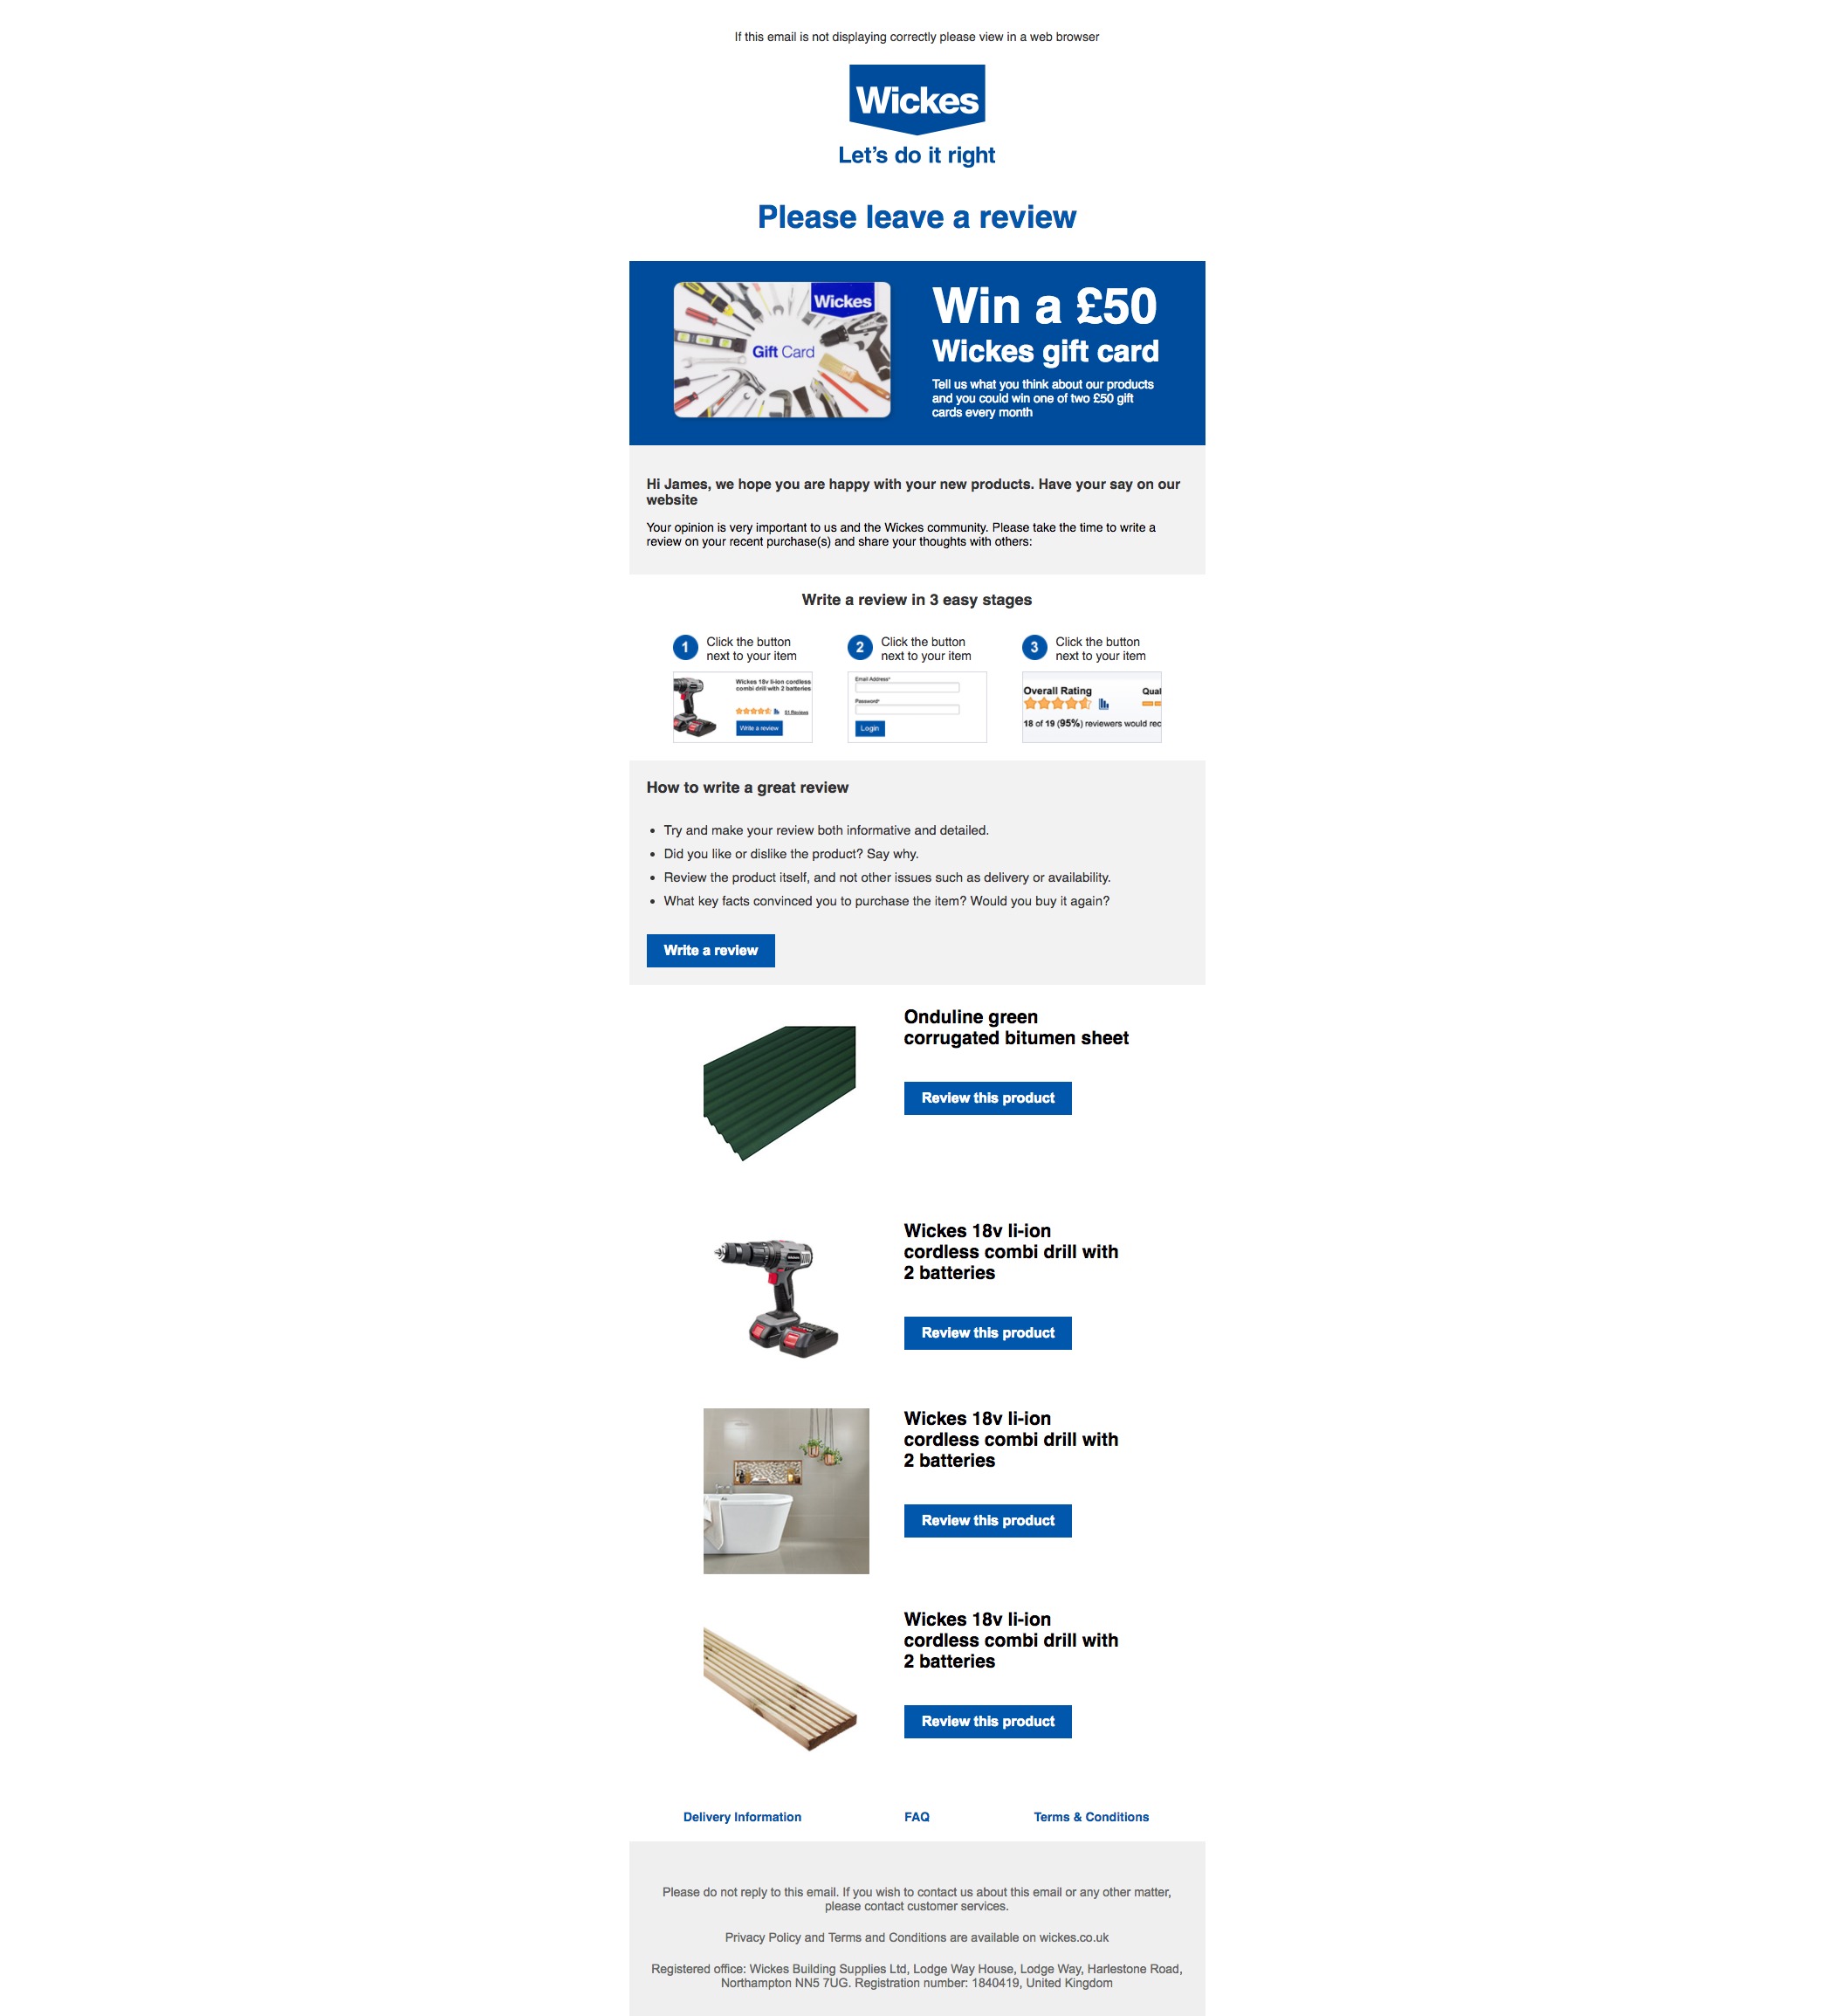 If this email is not displaying correctly please view in a web browser
Wickes
Let's do it right
Please leave a review
Wickes
Gift Card
Win a £50
Wickes gift card
Tell us what you think about our products
and you could win one of two £50 gift
cards every month
Hi James, we hope you are happy with your new products. Have your say on our
website
Your opinion is very important to us and the Wickes community. Please take the time to write a
review on your recent purchase(s) and share your thoughts with others:
Write a review in 3 easy stages
1
Click the button
next to your item
Wickes 18v li-ion cordless
combi drill with 2 batteries
51 Reviews
Write a review
2
Click the button
next to your item
Email Address*
Password*
Login
3
Click the button
next to your item
Overall Rating
Qual
18 of 19 (95%) reviewers would rec
How to write a great review
• Try and make your review both informative and detailed.
• Did you like or dislike the product? Say why.
• Review the product itself, and not other issues such as delivery or availability.
• What key facts convinced you to purchase the item? Would you buy it again?
Write a review
Onduline green
corrugated bitumen sheet
Review this product
Wickes 18v li-ion
cordless combi drill with
2 batteries
Review this product
Wickes 18v li-ion
cordless combi drill with
2 batteries
Review this product
Wickes 18v li-ion
cordless combi drill with
2 batteries
Review this product
Delivery Information
FAQ
Terms & Conditions
Please do not reply to this email. If you wish to contact us about this email or any other matter,
please contact customer services.
Privacy Policy and Terms and Conditions are available on wickes.co.uk
Registered office: Wickes Building Supplies Ltd, Lodge Way House, Lodge Way, Harlestone Road,
Northampton NN5 7UG. Registration number: 1840419, United Kingdom